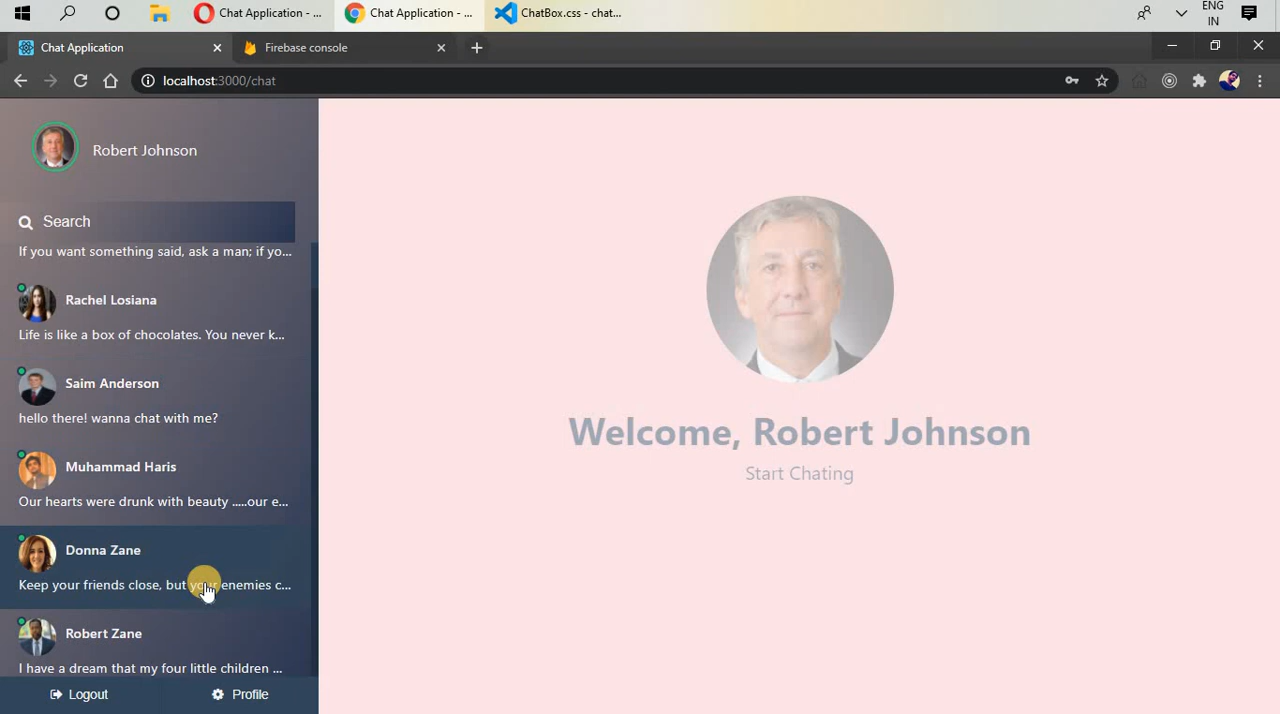 Chat Application - ...
Chat Application - ...
ChatBox.css - chat...
ENG
IN
Chat Application
Firebase console
localhost:3000/chat
Robert Johnson
Search
If you want something said, ask a man; if yo...
Rachel Losiana
Life is like a box of chocolates. You never k...
Saim Anderson
hello there! wanna chat with me?
Muhammad Haris
Our hearts were drunk with beauty .....our e...
Donna Zane
Keep your friends close, but your enemies c...
Robert Zane
I have a dream that my four little children ...
Logout
Profile
Welcome, Robert Johnson
Start Chating